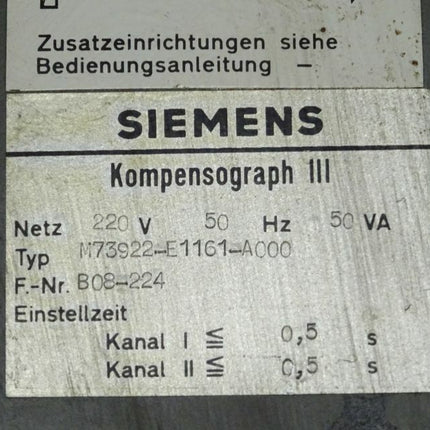 Zusatzeinrichtungen siehe
Bedienungsanleitung –
SIEMENS
Kompensograph III
Netz 220 V 50 Hz 50 VA
Typ M73922-E1161-A000
F.-Nr. B08-224
Einstellzeit
Kanal I ≦ 0,5 s
Kanal II ≦ 0,5 s